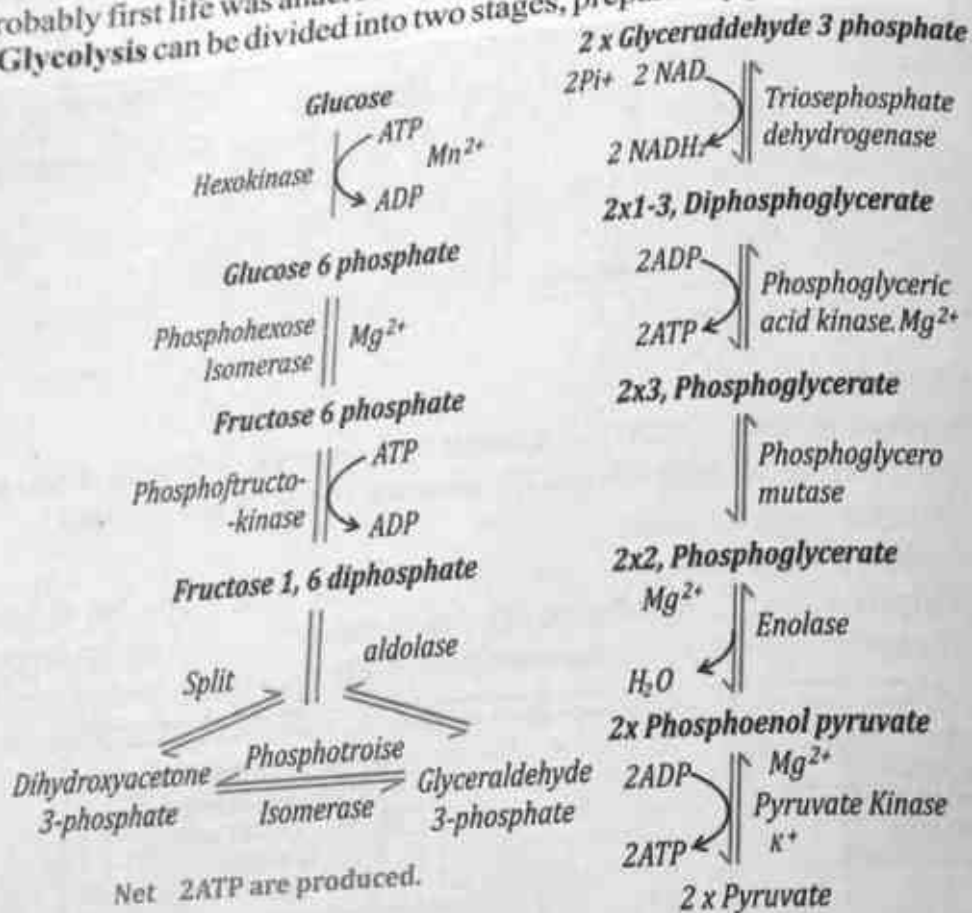 robably first life was
Glycolysis can be divided into two stages,
Glucose
ATP
Mn²⁺
Hexokinase
ADP
Glucose 6 phosphate
Phosphohexose
Isomerase
Mg²⁺
Fructose 6 phosphate
ATP
Phosphoftructo-
-kinase
ADP
Fructose 1, 6 diphosphate
aldolase
Split
Phosphotroise
Dihydroxyacetone
3-phosphate
Isomerase
Glyceraldehyde
3-phosphate
Net 2ATP are produced.
2 x Glyceraddehyde 3 phosphate
2Pi+ 2 NAD
Triosephosphate
dehydrogenase
2 NADH₂
2x1-3, Diphosphoglycerate
2ADP
Phosphoglyceric
acid kinase. Mg²⁺
2ATP
2x3, Phosphoglycerate
Phosphoglycero
mutase
2x2, Phosphoglycerate
Mg²⁺
Enolase
H₂O
2x Phosphoenol pyruvate
2ADP
Mg²⁺
Pyruvate Kinase
K⁺
2ATP
2 x Pyruvate